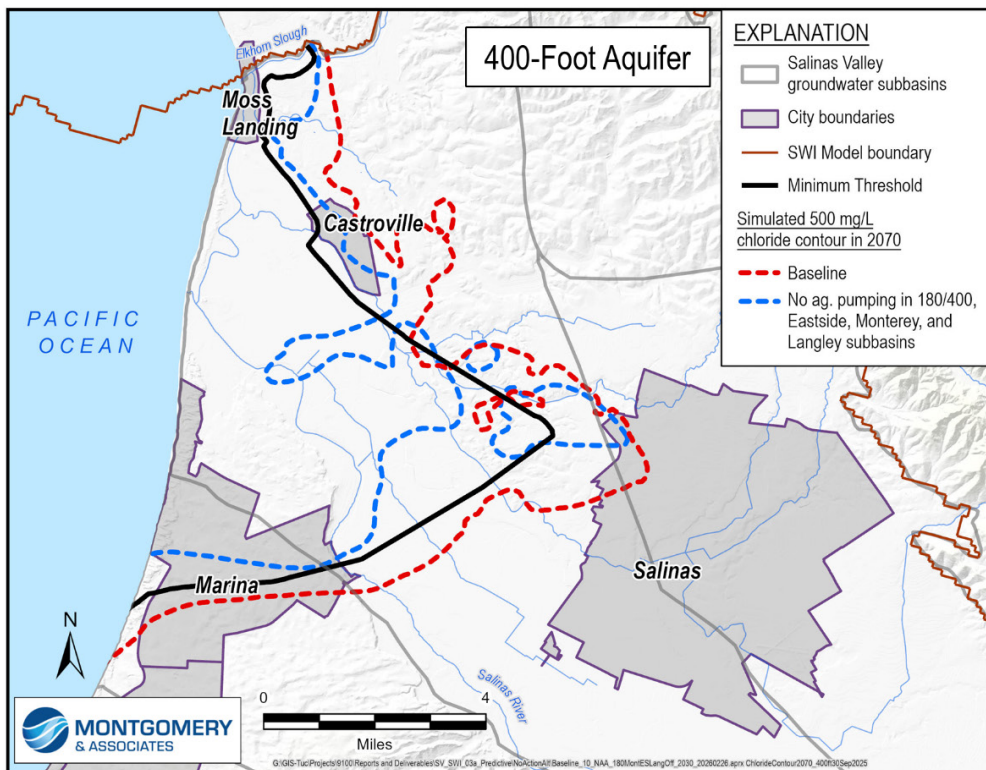 400-Foot Aquifer
EXPLANATION
Salinas Valley
groundwater subbasins
City boundaries
SWI Model boundary
Minimum Threshold
Simulated 500 mg/L
chloride contour in 2070
Baseline
No ag. pumping in 180/400,
Eastside, Monterey, and
Langley subbasins
Elkhorn Slough
Moss
Landing
Castroville
PACIFIC
OCEAN
Marina
Salinas
Salinas River
N
0
4
Miles
MONTGOMERY
& ASSOCIATES